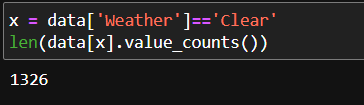 x = data['Weather']=='Clear'
len(data[x].value_counts())
1326